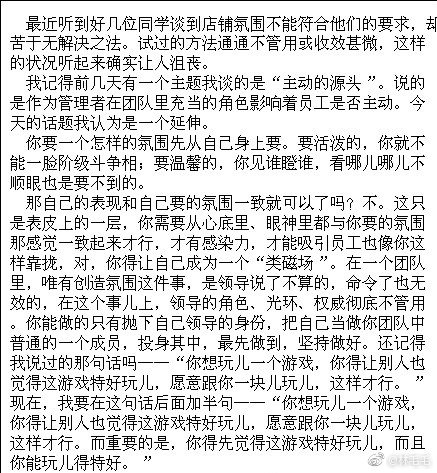 最近听到好几位同学谈到店铺氛围不能符合他们的要求，却
苦于无解决之法。试过的方法通通不管用或收效甚微，这样
的状况听起来确实让人沮丧。
我记得前几天有一个主题我谈的是“主动的源头”。说的
是作为管理者在团队里充当的角色影响着员工是否主动。今
天的话题我认为是一个延伸。
你要一个怎样的氛围先从自己身上要。要活泼的，你就不
能一脸阶级斗争相；要温馨的，你见谁瞪谁，看哪儿哪儿不
顺眼也是要不到的。
那自己的表现和自己要的氛围一致就可以了吗？不。这只
是表皮上的一层，你需要从心底里、眼神里都与你要的氛围
那感觉一致起来才行，才有感染力，才能吸引员工也像你这
样靠拢，对，你得让自己成为一个“类磁场”。在一个团队
里，唯有创造氛围这件事，是领导说了不算的，命令了也无
效的，在这个事儿上，领导的角色、光环、权威彻底不管用
。你能做的只有抛下自己领导的身份，把自己当做你团队中
普通的一个成员，投身其中，最先做到，坚持做好。还记得
我说过的那句话吗——“你想玩儿一个游戏，你得让别人也
觉得这游戏特好玩儿，愿意跟你一块儿玩儿，这样才行。”
现在，我要在这句话后面加半句——“你想玩儿一个游戏，
你得让别人也觉得这游戏特好玩儿，愿意跟你一块儿玩儿，
这样才行。而重要的是，你得先觉得这游戏特好玩儿，而且
你能玩儿得特好。”